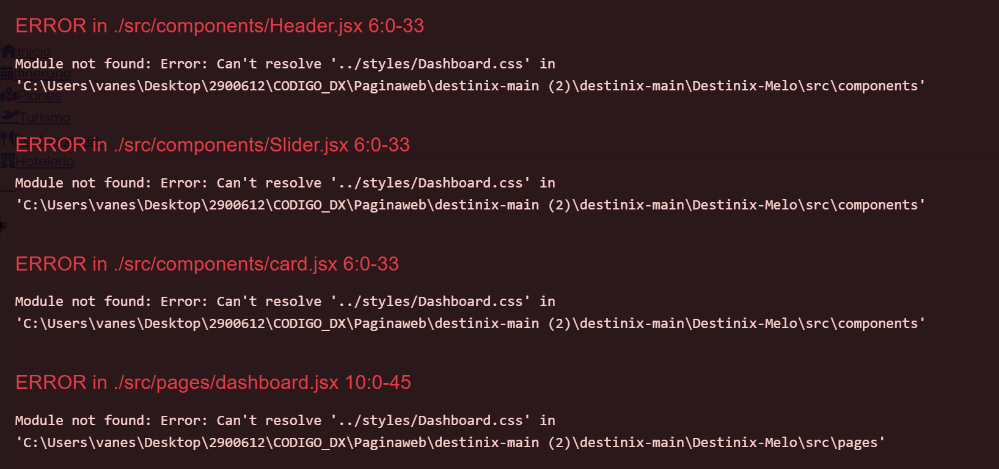 ERROR in ./src/components/Header.jsx 6:0-33
Inicio
Module not found: Error: Can't resolve '../styles/Dashboard.css' in
Itinerario
'C:\Users\vanes\Desktop\2900612\CODIGO_DX\Paginaweb\destinix-main (2)\destinix-main\Destinix-Melo\src\components'
Planes
Turismo
Restaurantes
ERROR in ./src/components/Slider.jsx 6:0-33
Hotelería
Module not found: Error: Can't resolve '../styles/Dashboard.css' in
'C:\Users\vanes\Desktop\2900612\CODIGO_DX\Paginaweb\destinix-main (2)\destinix-main\Destinix-Melo\src\components'
ERROR in ./src/components/card.jsx 6:0-33
Module not found: Error: Can't resolve '../styles/Dashboard.css' in
'C:\Users\vanes\Desktop\2900612\CODIGO_DX\Paginaweb\destinix-main (2)\destinix-main\Destinix-Melo\src\components'
ERROR in ./src/pages/dashboard.jsx 10:0-45
Module not found: Error: Can't resolve '../styles/Dashboard.css' in
'C:\Users\vanes\Desktop\2900612\CODIGO_DX\Paginaweb\destinix-main (2)\destinix-main\Destinix-Melo\src\pages'